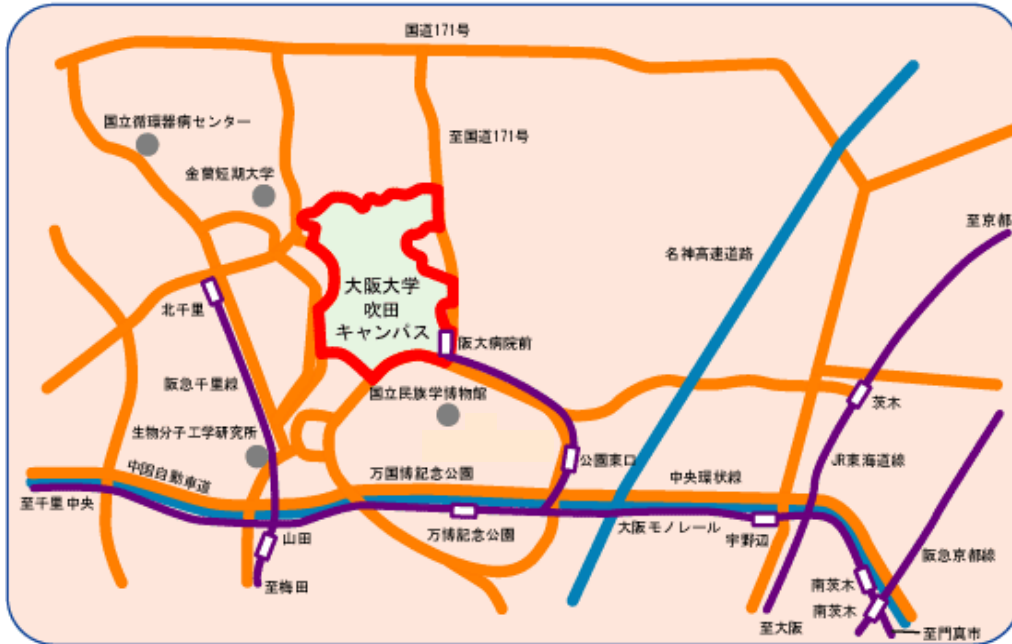 国道171号
国立循環器病センター
至国道171号
金蘭短期大学
至京都
名神高速道路
大阪大学
吹田
キャンパス
北千里
阪大病院前
阪急千里線
国立民族学博物館
茨木
生物分子工学研究所
公園東口
JR東海道線
中国自動車道
万国博記念公園
中央環状線
至千里中央
山田
万博記念公園
大阪モノレール
宇野辺
阪急京都線
至梅田
南茨木
南茨木
至大阪
至門真市